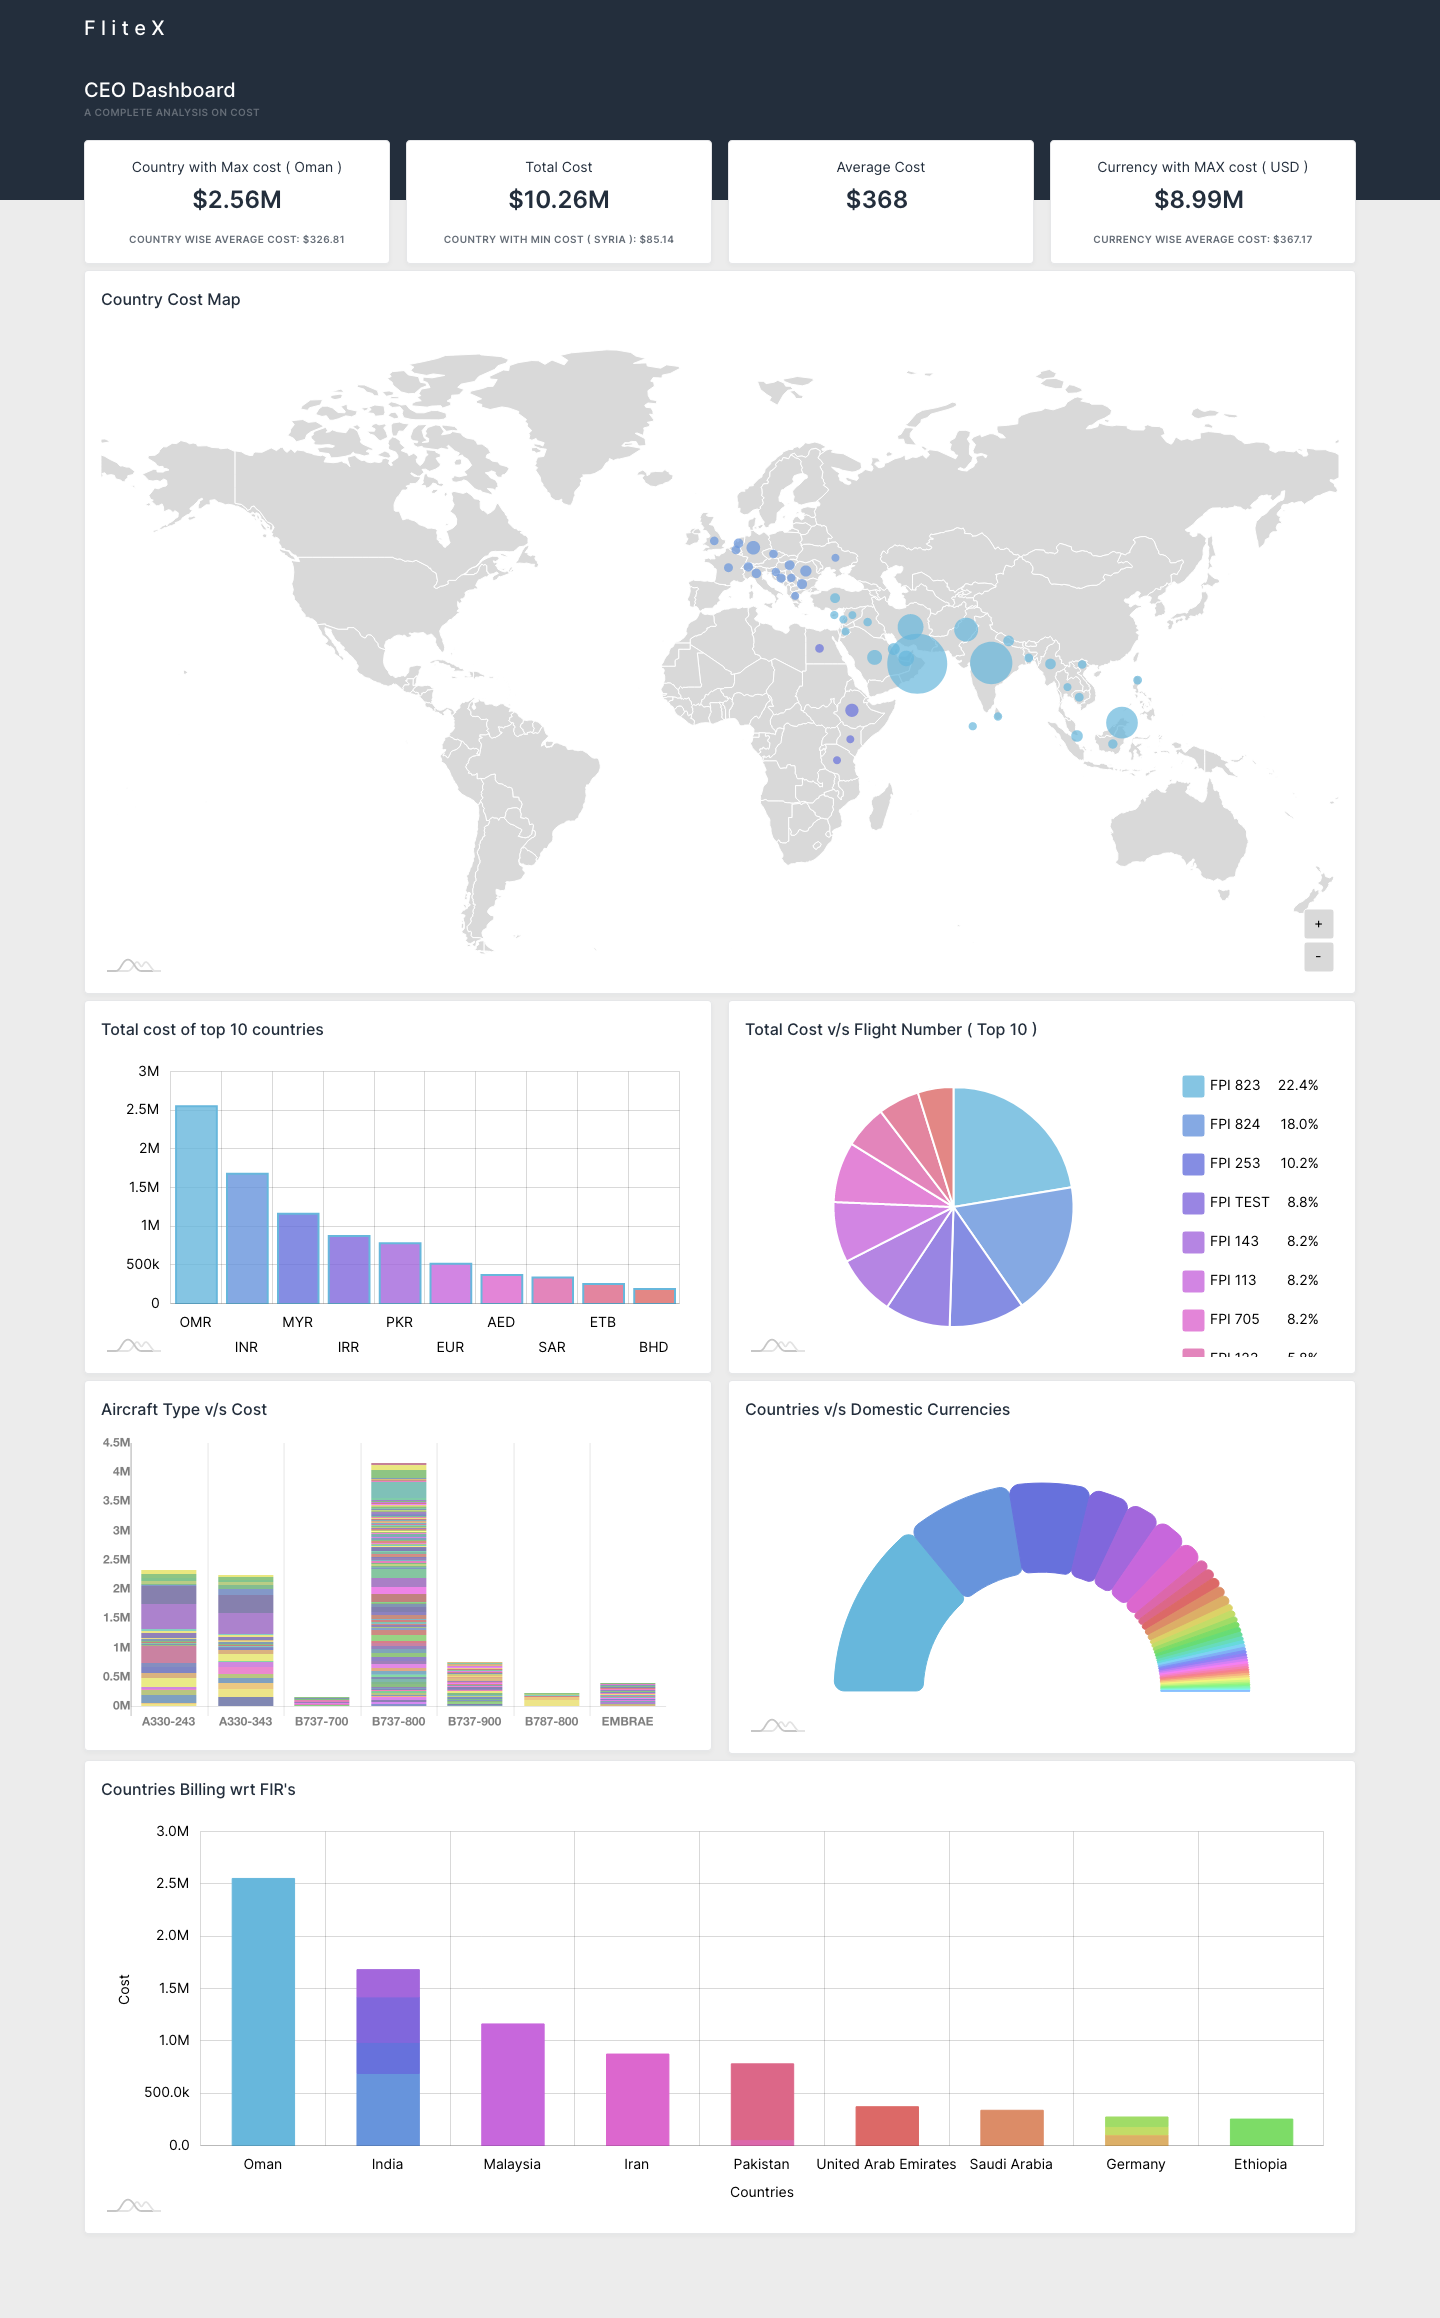 FliteX
CEO Dashboard
A COMPLETE ANALYSIS ON COST
Country with Max cost ( Oman )
$2.56M
COUNTRY WISE AVERAGE COST: $326.81
Total Cost
$10.26M
COUNTRY WITH MIN COST ( SYRIA ): $85.14
Average Cost
$368
Currency with MAX cost ( USD )
$8.99M
CURRENCY WISE AVERAGE COST: $367.17
Country Cost Map
+
-
Total cost of top 10 countries
3M
2.5M
2M
1.5M
1M
500k
0
OMR
INR
MYR
IRR
PKR
EUR
AED
SAR
ETB
BHD
Total Cost v/s Flight Number ( Top 10 )
FPI 823 22.4%
FPI 824 18.0%
FPI 253 10.2%
FPI TEST 8.8%
FPI 143 8.2%
FPI 113 8.2%
FPI 705 8.2%
Aircraft Type v/s Cost
4.5M
4M
3.5M
3M
2.5M
2M
1.5M
1M
0.5M
0M
A330-243
A330-343
B737-700
B737-800
B737-900
B787-800
EMBRAE
Countries v/s Domestic Currencies
Countries Billing wrt FIR's
3.0M
2.5M
2.0M
1.5M
1.0M
500.0k
0.0
Cost
Oman
India
Malaysia
Iran
Pakistan
United Arab Emirates
Saudi Arabia
Germany
Ethiopia
Countries